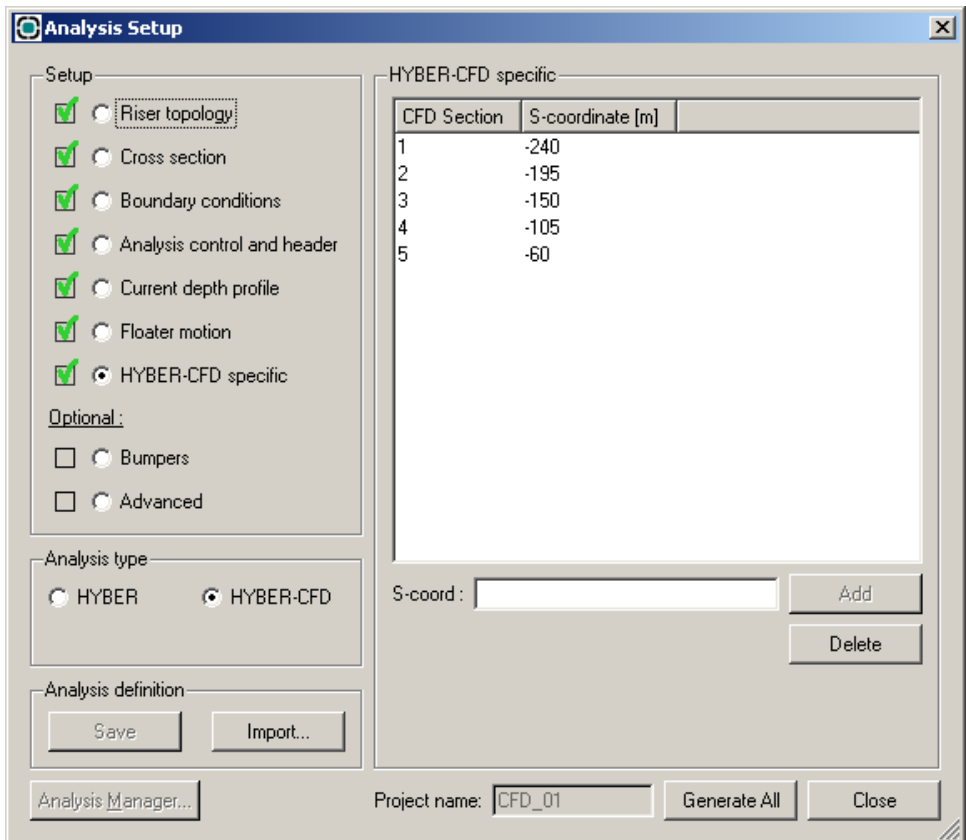 Analysis Setup
Setup
Riser topology
Cross section
Boundary conditions
Analysis control and header
Current depth profile
Floater motion
HYBER-CFD specific
Optional :
Bumpers
Advanced
Analysis type
HYBER HYBER-CFD
Analysis definition
Save Import...
HYBER-CFD specific
CFD Section S-coordinate [m]
1 -240
2 -195
3 -150
4 -105
5 -60
S-coord : Add
Delete
Analysis Manager... Project name: CFD_01 Generate All Close